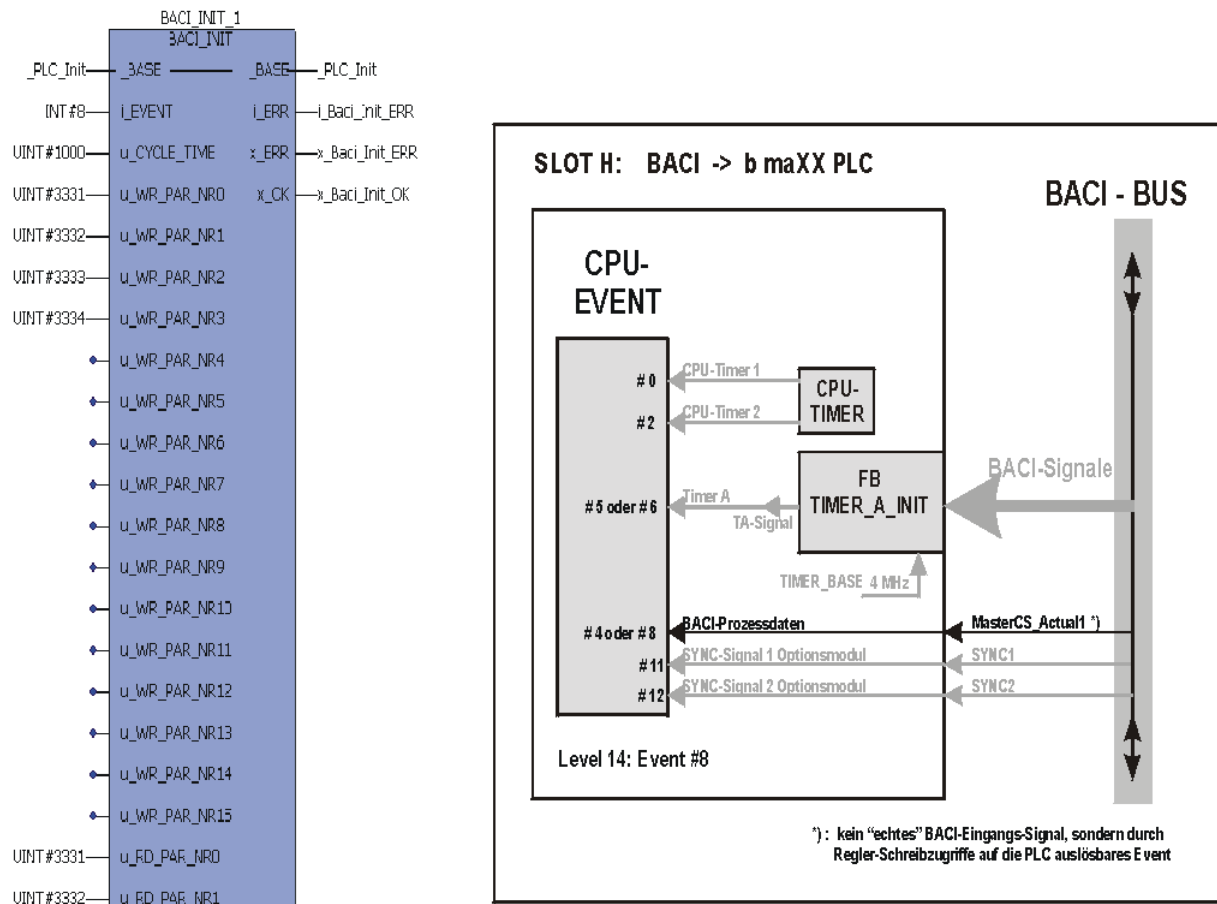 BACI_INIT_1
BACI_INIT
_PLC_Init _BASE _BASE _PLC_Init
INT#8 i_EVENT i_ERR i_Baci_Init_ERR
UINT#1000 u_CYCLE_TIME x_ERR x_Baci_Init_ERR
UINT#3331 u_WR_PAR_NR0 x_OK x_Baci_Init_OK
UINT#3332 u_WR_PAR_NR1
UINT#3333 u_WR_PAR_NR2
UINT#3334 u_WR_PAR_NR3
u_WR_PAR_NR4
u_WR_PAR_NR5
u_WR_PAR_NR6
u_WR_PAR_NR7
u_WR_PAR_NR8
u_WR_PAR_NR9
u_WR_PAR_NR10
u_WR_PAR_NR11
u_WR_PAR_NR12
u_WR_PAR_NR13
u_WR_PAR_NR14
u_WR_PAR_NR15
UINT#3331 u_RD_PAR_NR0
UINT#3332 u_RD_PAR_NR1
SLOT H: BACI -> b maXX PLC
BACI - BUS
CPU-
EVENT
#0 CPU-Timer 1
#2 CPU-Timer 2
CPU-
TIMER
#5 oder #6 Timer A
TA-Signal
FB
TIMER_A_INIT
BACI-Signale
TIMER_BASE 4 MHz
#4 oder #8 BACI-Prozessdaten MasterCS_Actual1 *)
#11 SYNC-Signal 1 Optionsmodul SYNC1
#12 SYNC-Signal 2 Optionsmodul SYNC2
Level 14: Event #8
*) : kein "echtes" BACI-Eingangs-Signal, sondern durch
Regler-Schreibzugriffe auf die PLC auslösbares Event